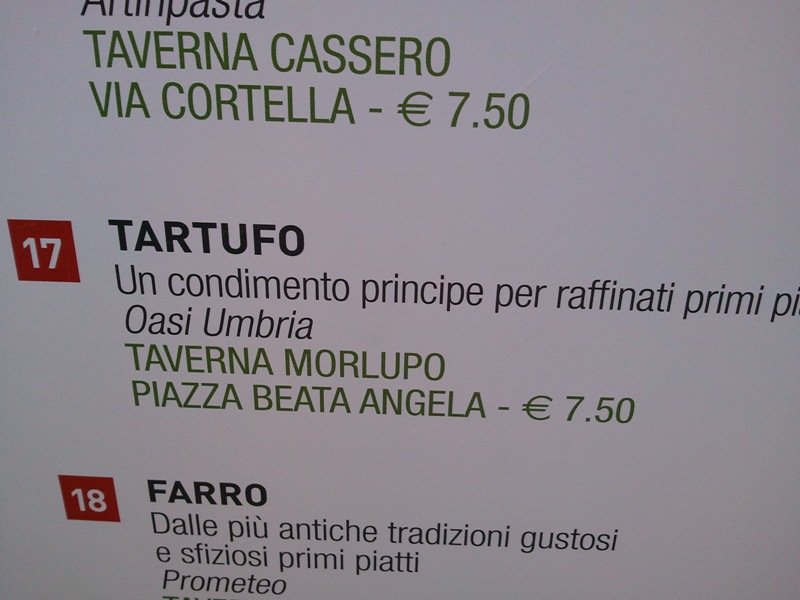 Artinpasta
TAVERNA CASSERO
VIA CORTELLA - € 7.50
17
TARTUFO
Un condimento principe per raffinati primi
Oasi Umbria
TAVERNA MORLUPO
PIAZZA BEATA ANGELA - € 7.50
18
FARRO
Dalle più antiche tradizioni gustosi
e sfiziosi primi piatti
Prometeo